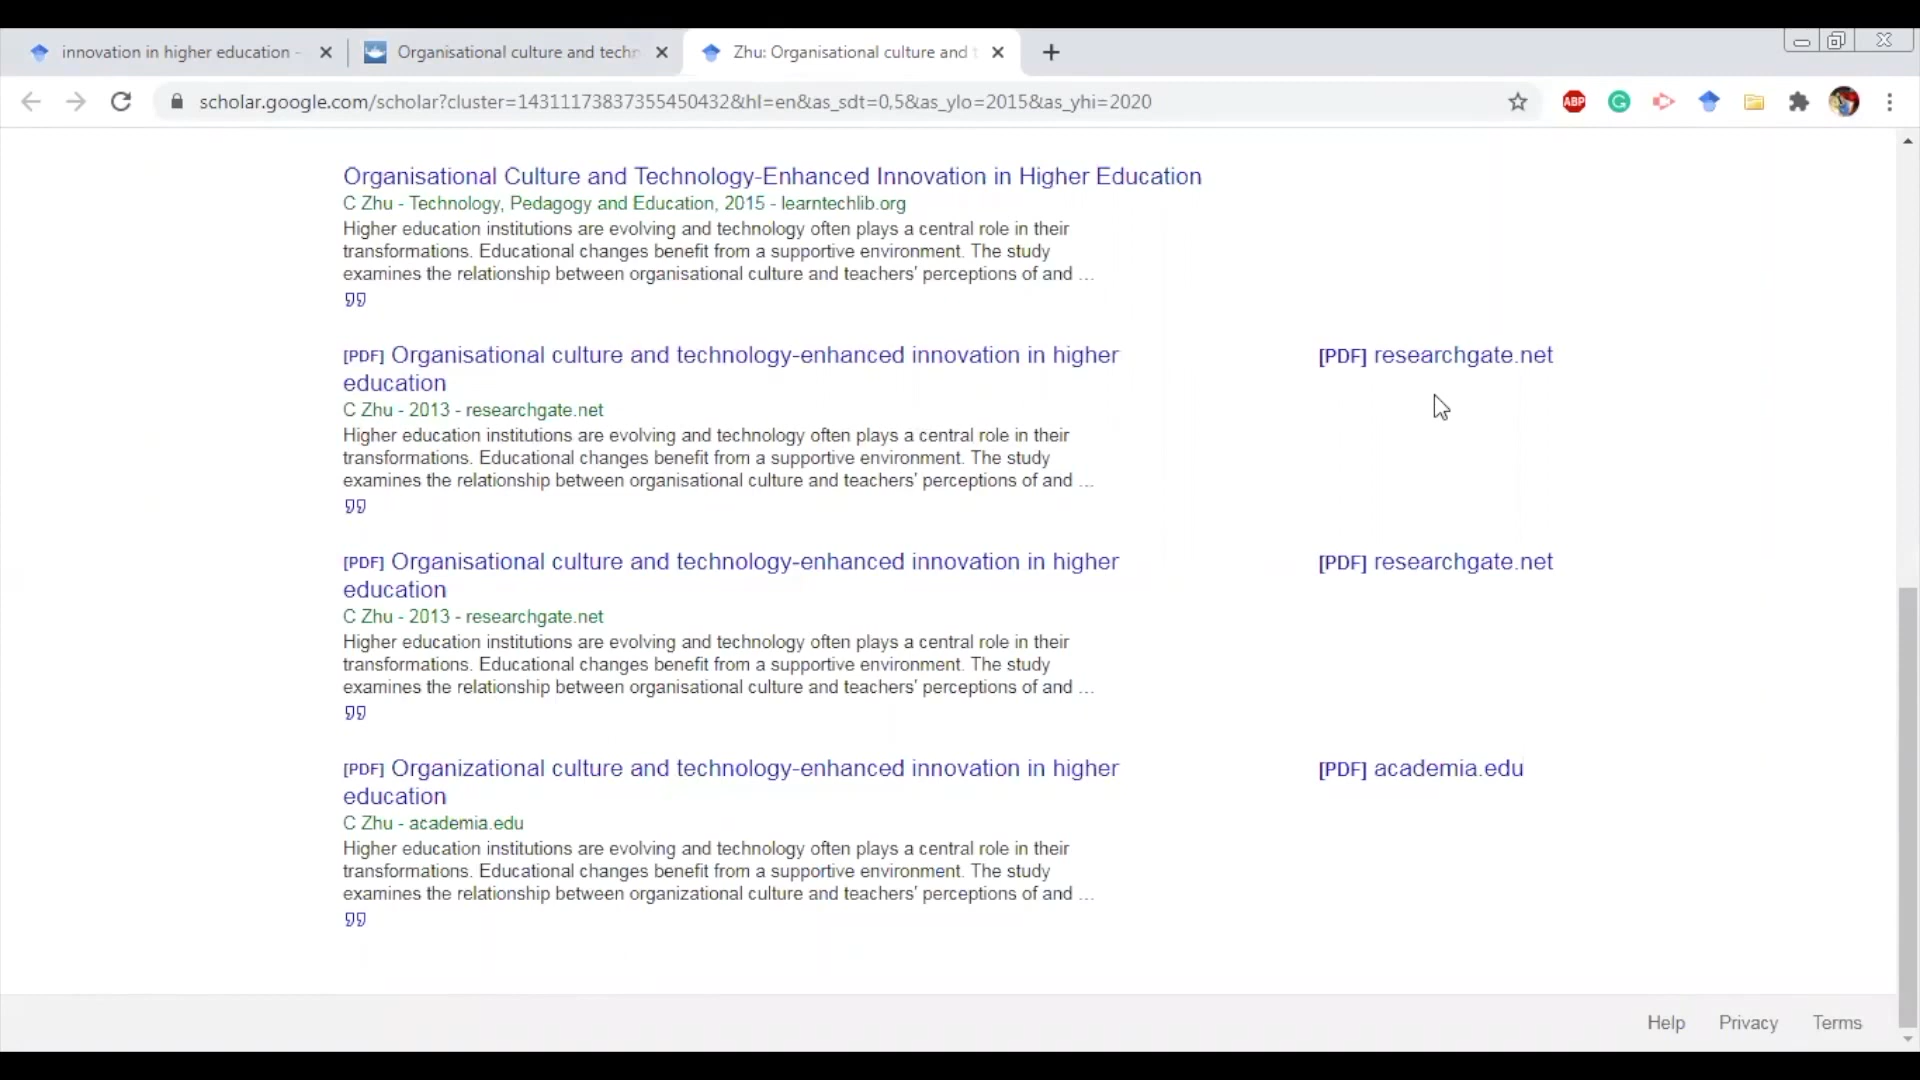 innovation in higher education -
Organisational culture and techn
Zhu: Organisational culture and t
scholar.google.com/scholar?cluster=14311173837355450432&hl=en&as_sdt=0,5&as_ylo=2015&as_yhi=2020
ABP
Organisational Culture and Technology-Enhanced Innovation in Higher Education
C Zhu - Technology, Pedagogy and Education, 2015 - learntechlib.org
Higher education institutions are evolving and technology often plays a central role in their
transformations. Educational changes benefit from a supportive environment. The study
examines the relationship between organisational culture and teachers' perceptions of and …
[PDF] Organisational culture and technology-enhanced innovation in higher
education
[PDF] researchgate.net
C Zhu - 2013 - researchgate.net
Higher education institutions are evolving and technology often plays a central role in their
transformations. Educational changes benefit from a supportive environment. The study
examines the relationship between organisational culture and teachers' perceptions of and …
[PDF] Organisational culture and technology-enhanced innovation in higher
education
[PDF] researchgate.net
C Zhu - 2013 - researchgate.net
Higher education institutions are evolving and technology often plays a central role in their
transformations. Educational changes benefit from a supportive environment. The study
examines the relationship between organisational culture and teachers' perceptions of and …
[PDF] Organizational culture and technology-enhanced innovation in higher
education
[PDF] academia.edu
C Zhu - academia.edu
Higher education institutions are evolving and technology often plays a central role in their
transformations. Educational changes benefit from a supportive environment. The study
examines the relationship between organizational culture and teachers' perceptions of and …
Help Privacy Terms